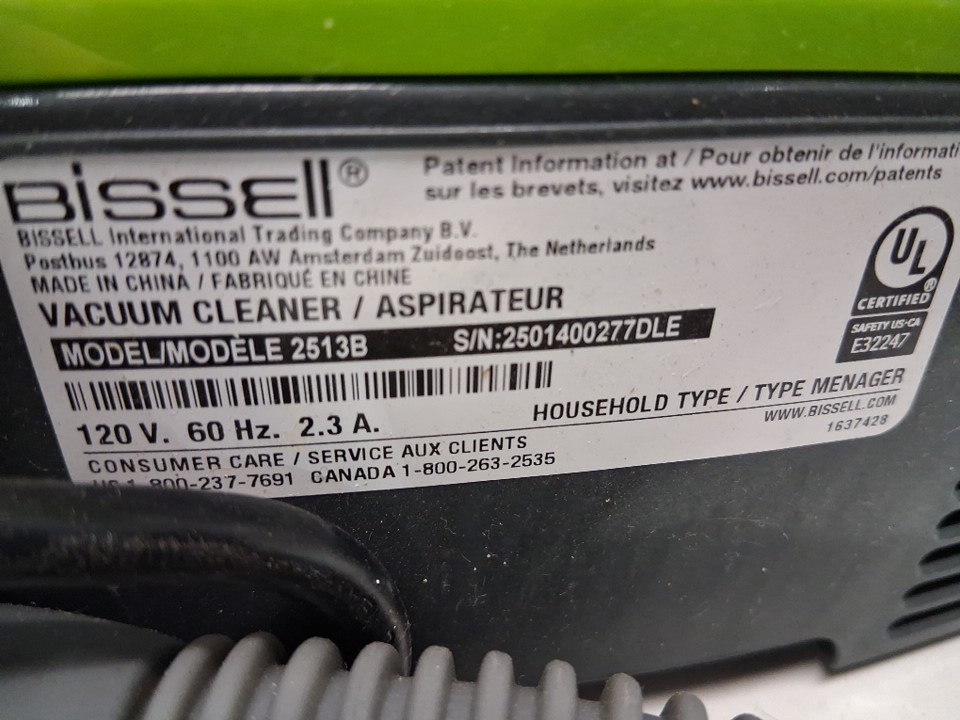 BISSELL®
Patent Information at / Pour obtenir de l'informati
sur les brevets, visitez www.bissell.com/patents
BISSELL International Trading Company B.V.
Postbus 12874, 1100 AW Amsterdam Zuidoost, The Netherlands
MADE IN CHINA / FABRIQUÉ EN CHINE
VACUUM CLEANER / ASPIRATEUR
MODEL/MODÈLE 2513B S/N:2501400277DLE
UL®
CERTIFIED
SAFETY US-CA
E32247
120 V. 60 Hz. 2.3 A.
HOUSEHOLD TYPE / TYPE MENAGER
WWW.BISSELL.COM
1637428
CONSUMER CARE / SERVICE AUX CLIENTS
US 1-800-237-7691 CANADA 1-800-263-2535